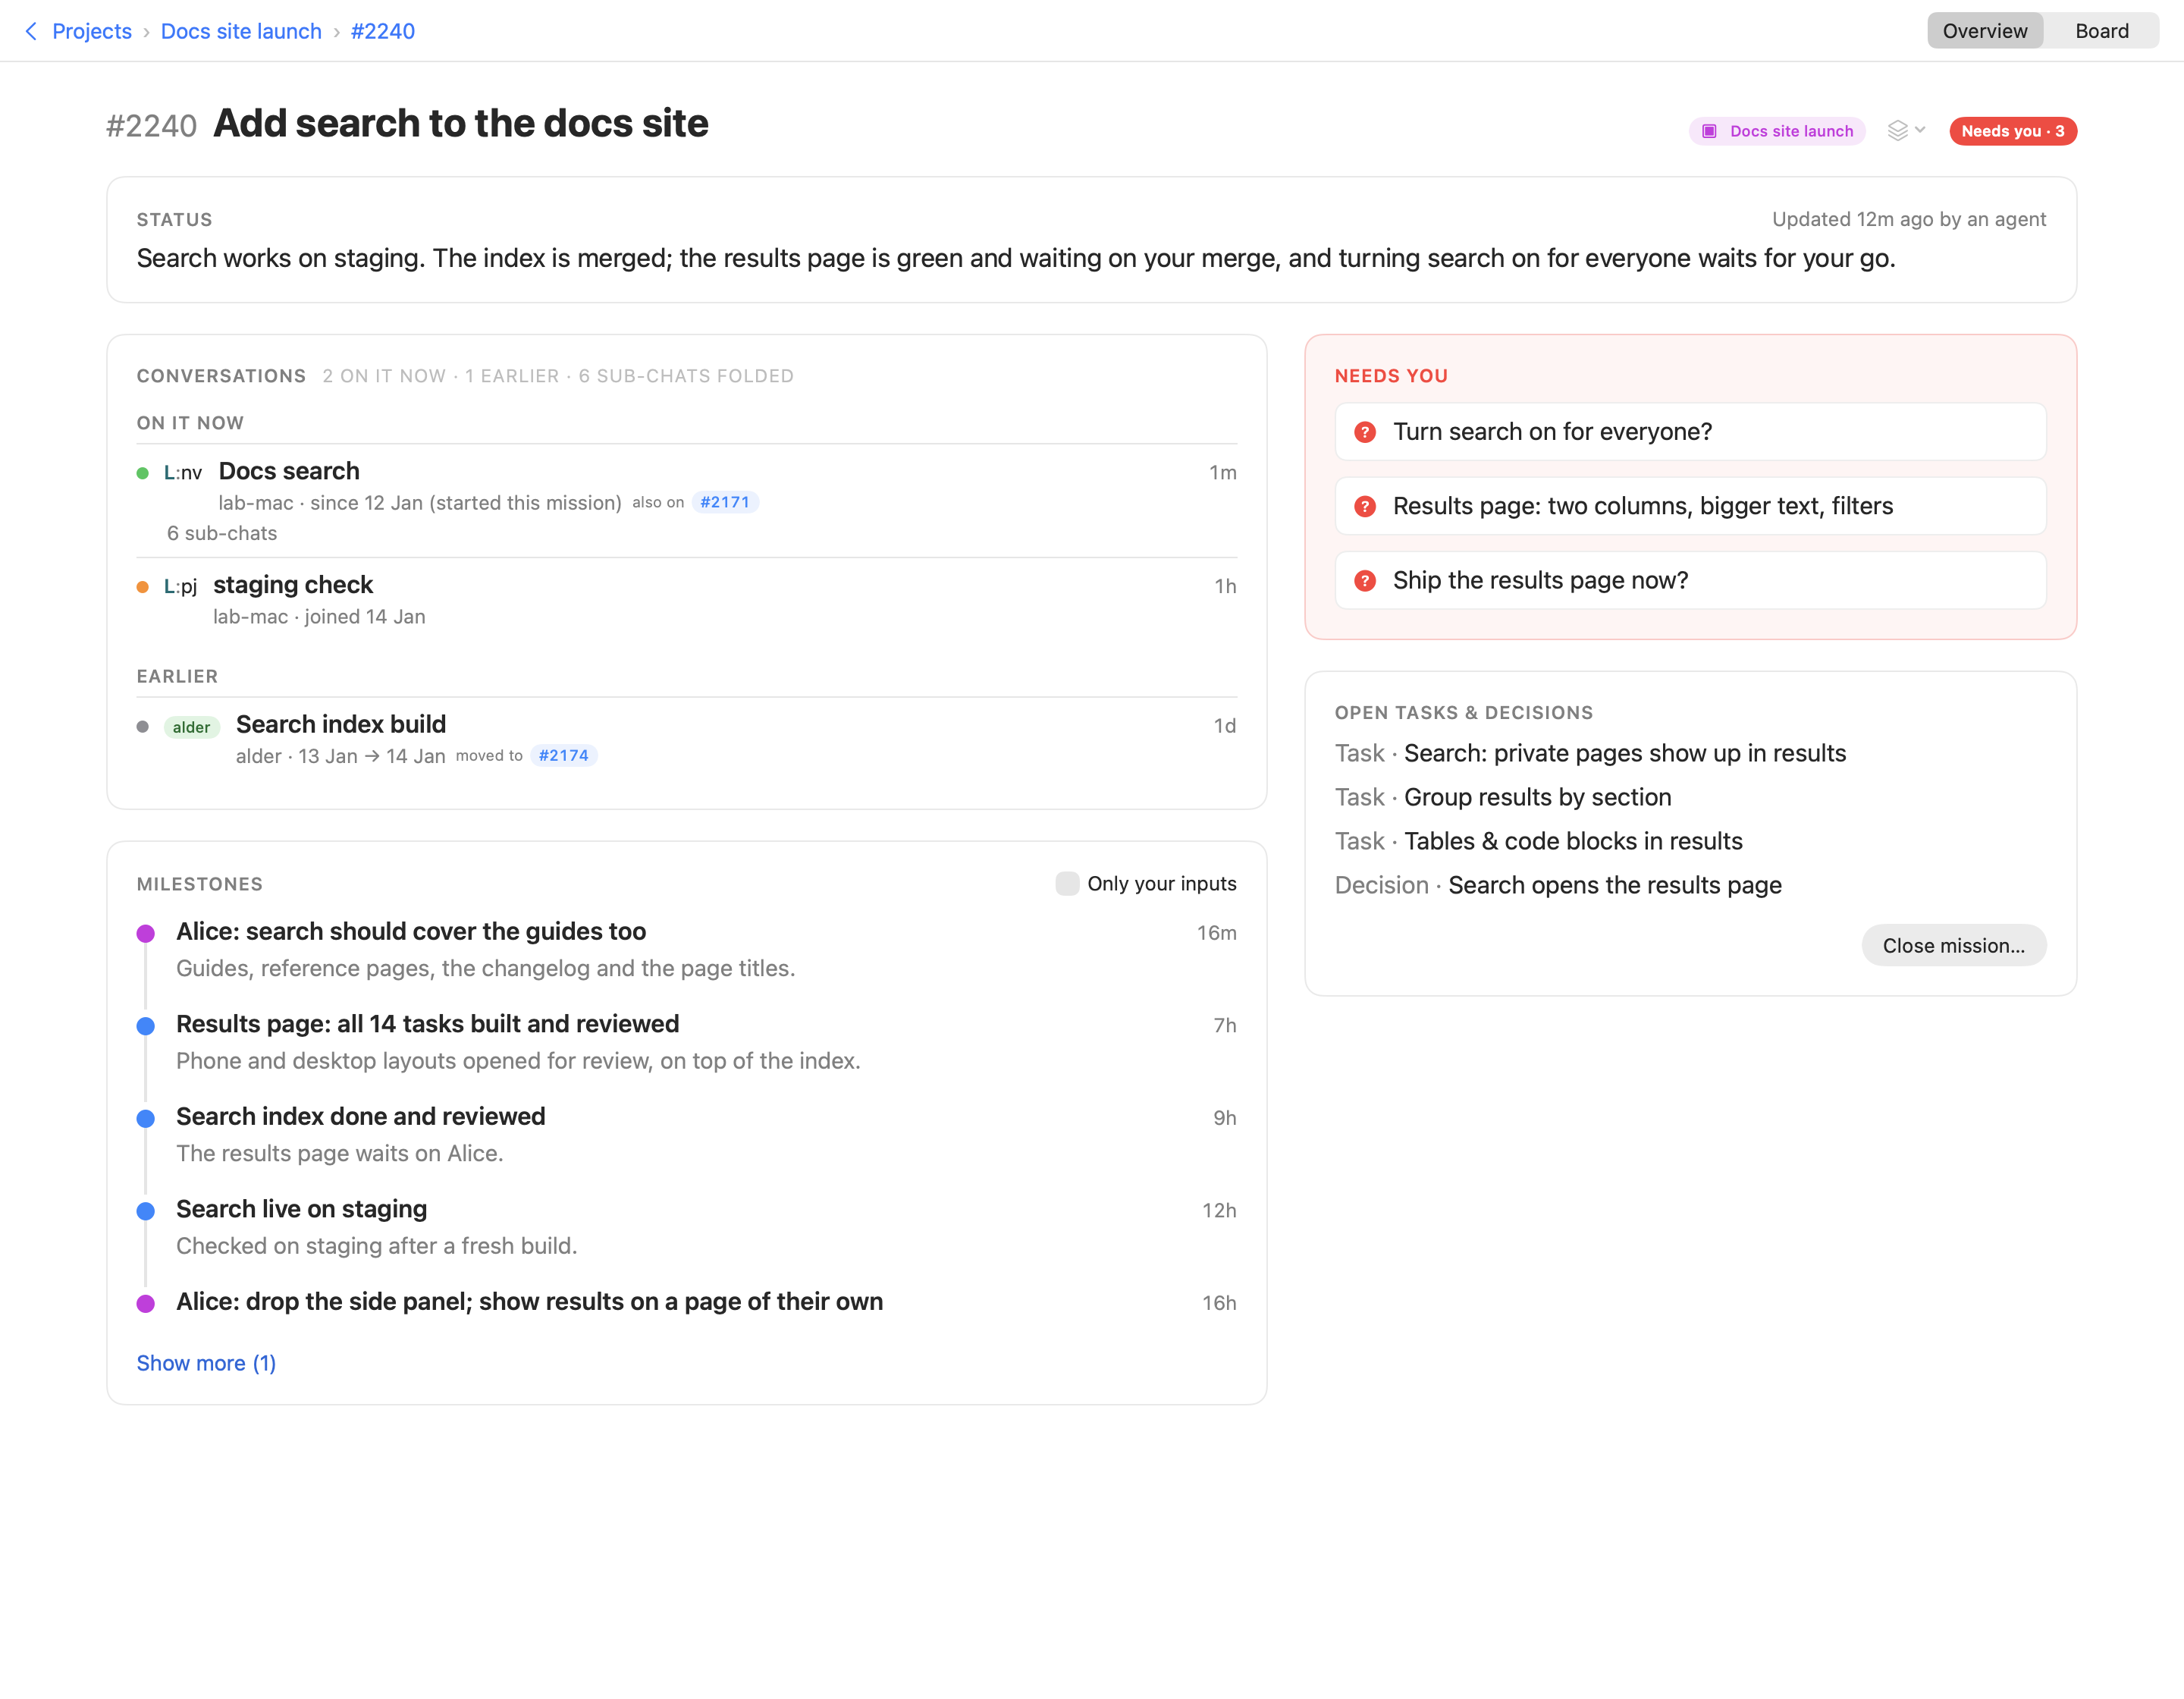 Projects › Docs site launch › #2240
Overview Board
#2240 Add search to the docs site
Docs site launch
Needs you · 3
STATUS
Updated 12m ago by an agent
Search works on staging. The index is merged; the results page is green and waiting on your merge, and turning search on for everyone waits for your go.
CONVERSATIONS 2 ON IT NOW · 1 EARLIER · 6 SUB-CHATS FOLDED
ON IT NOW
L:nv Docs search 1m
lab-mac · since 12 Jan (started this mission) also on #2171
6 sub-chats
L:pj staging check 1h
lab-mac · joined 14 Jan
EARLIER
alder Search index build 1d
alder · 13 Jan → 14 Jan moved to #2174
MILESTONES
Only your inputs
Alice: search should cover the guides too 16m
Guides, reference pages, the changelog and the page titles.
Results page: all 14 tasks built and reviewed 7h
Phone and desktop layouts opened for review, on top of the index.
Search index done and reviewed 9h
The results page waits on Alice.
Search live on staging 12h
Checked on staging after a fresh build.
Alice: drop the side panel; show results on a page of their own 16h
Show more (1)
NEEDS YOU
? Turn search on for everyone?
? Results page: two columns, bigger text, filters
? Ship the results page now?
OPEN TASKS & DECISIONS
Task · Search: private pages show up in results
Task · Group results by section
Task · Tables & code blocks in results
Decision · Search opens the results page
Close mission...